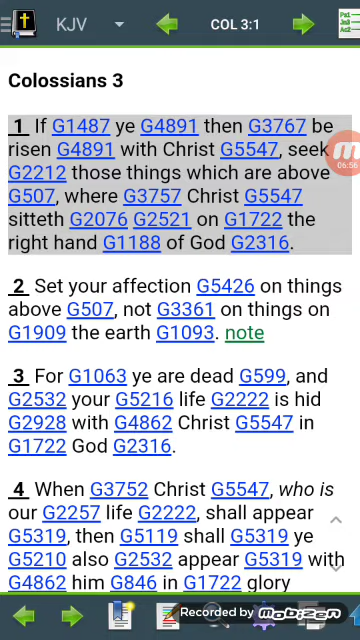 KJV COL 3:1
Colossians 3
1 If G1487 ye G4891 then G3767 be
risen G4891 with Christ G5547, seek
G2212 those things which are above
G507, where G3757 Christ G5547
sitteth G2076 G2521 on G1722 the
right hand G1188 of God G2316.
06:56
2 Set your affection G5426 on things
above G507, not G3361 on things on
G1909 the earth G1093. note
3 For G1063 ye are dead G599, and
G2532 your G5216 life G2222 is hid
G2928 with G4862 Christ G5547 in
G1722 God G2316.
4 When G3752 Christ G5547, who is
our G2257 life G2222, shall appear
G5319, then G5119 shall G5319 ye
G5210 also G2532 appear G5319 with
G4862 him G846 in G1722 glory
Recorded by mobizen